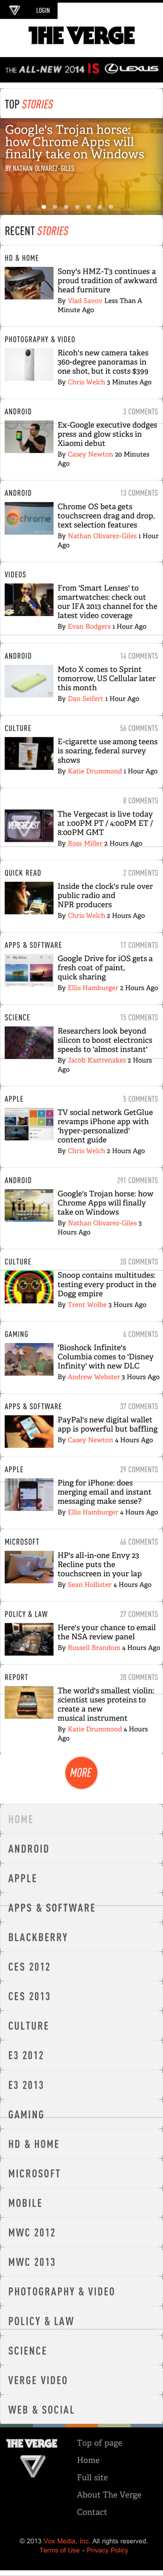 LOGIN
THE VERGE
THE ALL-NEW 2014 IS LEXUS
TOP STORIES
Google's Trojan horse:
how Chrome Apps will
finally take on Windows
BY NATHAN OLIVAREZ-GILES
RECENT STORIES
HD & HOME
Sony's HMZ-T3 continues a
proud tradition of awkward
head furniture
By Vlad Savov Less Than A
Minute Ago
PHOTOGRAPHY & VIDEO
Ricoh's new camera takes
360-degree panoramas in
one shot, but it costs $399
By Chris Welch 3 Minutes Ago
ANDROID 3 COMMENTS
Ex-Google executive dodges
press and glow sticks in
Xiaomi debut
By Casey Newton 20 Minutes
Ago
ANDROID 13 COMMENTS
Chrome OS beta gets
touchscreen drag and drop,
text selection features
By Nathan Olivarez-Giles 1 Hour
Ago
VIDEOS
From 'Smart Lenses' to
smartwatches: check out
our IFA 2013 channel for the
latest video coverage
By Evan Rodgers 1 Hour Ago
ANDROID 14 COMMENTS
Moto X comes to Sprint
tomorrow, US Cellular later
this month
By Dan Seifert 1 Hour Ago
CULTURE 56 COMMENTS
E-cigarette use among teens
is soaring, federal survey
shows
By Katie Drummond 1 Hour Ago
8 COMMENTS
The Vergecast is live today
at 1:00PM PT / 4:00PM ET /
8:00PM GMT
By Ross Miller 2 Hours Ago
QUICK READ 2 COMMENTS
Inside the clock's rule over
public radio and
NPR producers
By Chris Welch 2 Hours Ago
APPS & SOFTWARE 17 COMMENTS
Google Drive for iOS gets a
fresh coat of paint,
quick sharing
By Ellis Hamburger 2 Hours Ago
SCIENCE 15 COMMENTS
Researchers look beyond
silicon to boost electronics
speeds to 'almost instant'
By Jacob Kastrenakes 2 Hours
Ago
APPLE 5 COMMENTS
TV social network GetGlue
revamps iPhone app with
'hyper-personalized'
content guide
By Chris Welch 2 Hours Ago
ANDROID 291 COMMENTS
Google's Trojan horse: how
Chrome Apps will finally
take on Windows
By Nathan Olivarez-Giles 3
Hours Ago
CULTURE 20 COMMENTS
Snoop contains multitudes:
testing every product in the
Dogg empire
By Trent Wolbe 3 Hours Ago
GAMING 6 COMMENTS
'Bioshock Infinite's
Columbia comes to 'Disney
Infinity' with new DLC
By Andrew Webster 3 Hours Ago
APPS & SOFTWARE 37 COMMENTS
PayPal's new digital wallet
app is powerful but baffling
By Casey Newton 4 Hours Ago
APPLE 29 COMMENTS
Ping for iPhone: does
merging email and instant
messaging make sense?
By Ellis Hamburger 4 Hours Ago
MICROSOFT 66 COMMENTS
HP's all-in-one Envy 23
Recline puts the
touchscreen in your lap
By Sean Hollister 4 Hours Ago
POLICY & LAW 27 COMMENTS
Here's your chance to email
the NSA review panel
By Russell Brandom 4 Hours Ago
REPORT 20 COMMENTS
The world's smallest violin:
scientist uses proteins to
create a new
musical instrument
By Katie Drummond 4 Hours
Ago
MORE
HOME
ANDROID
APPLE
APPS & SOFTWARE
BLACKBERRY
CES 2012
CES 2013
CULTURE
E3 2012
E3 2013
GAMING
HD & HOME
MICROSOFT
MOBILE
MWC 2012
MWC 2013
PHOTOGRAPHY & VIDEO
POLICY & LAW
SCIENCE
VERGE VIDEO
WEB & SOCIAL
THE VERGE
Top of page
Home
Full site
About The Verge
Contact
© 2013 Vox Media, Inc. All rights reserved.
Terms of Use - Privacy Policy